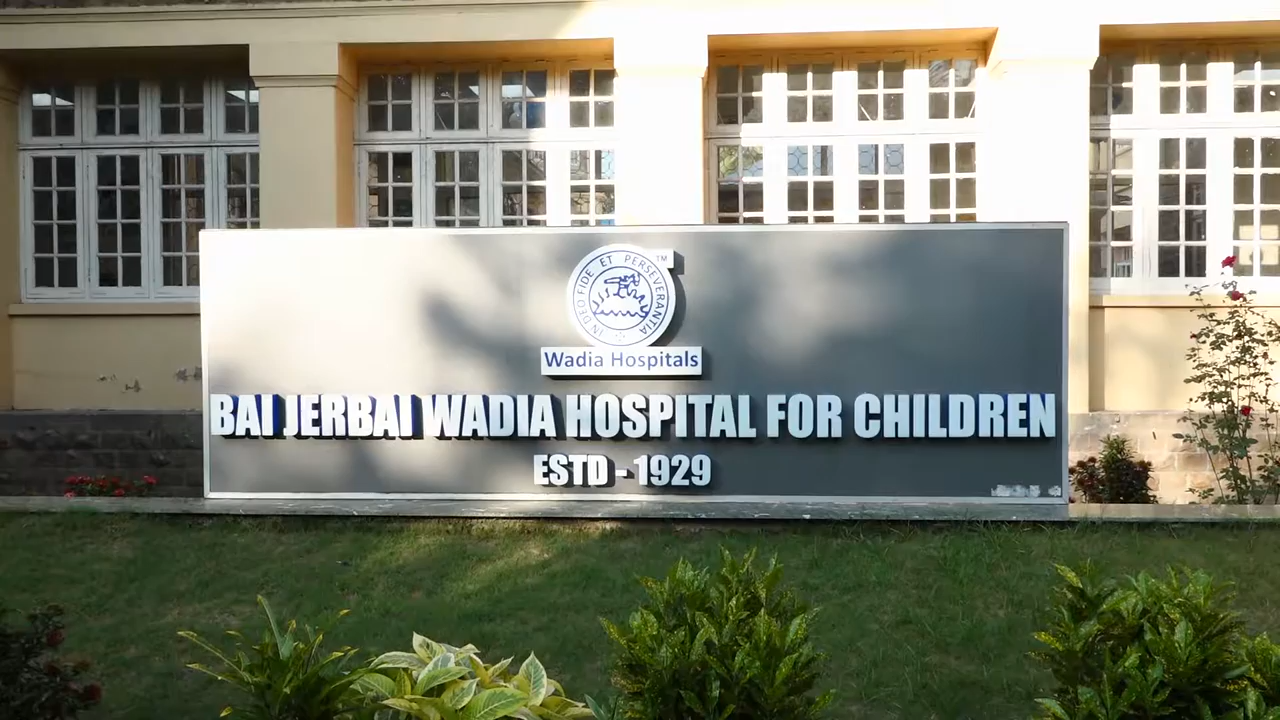 IN DEO FIDE ET PERSEVERANTIA
TM
Wadia Hospitals
BAI JERBAI WADIA HOSPITAL FOR CHILDREN
ESTD - 1929